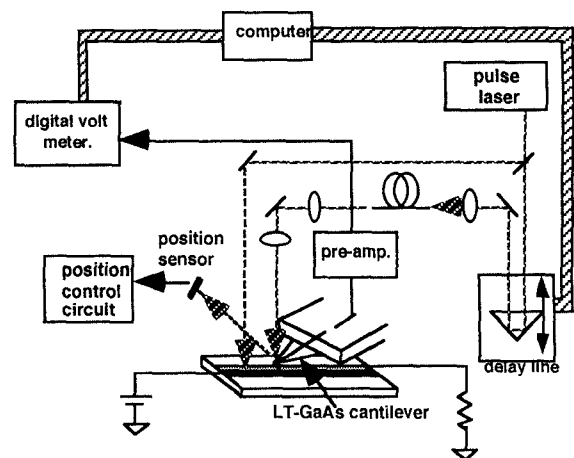 computer
pulse
laser
digital volt
meter.
position
sensor
pre-amp.
position
control
circuit
delay line
LT-GaAs cantilever